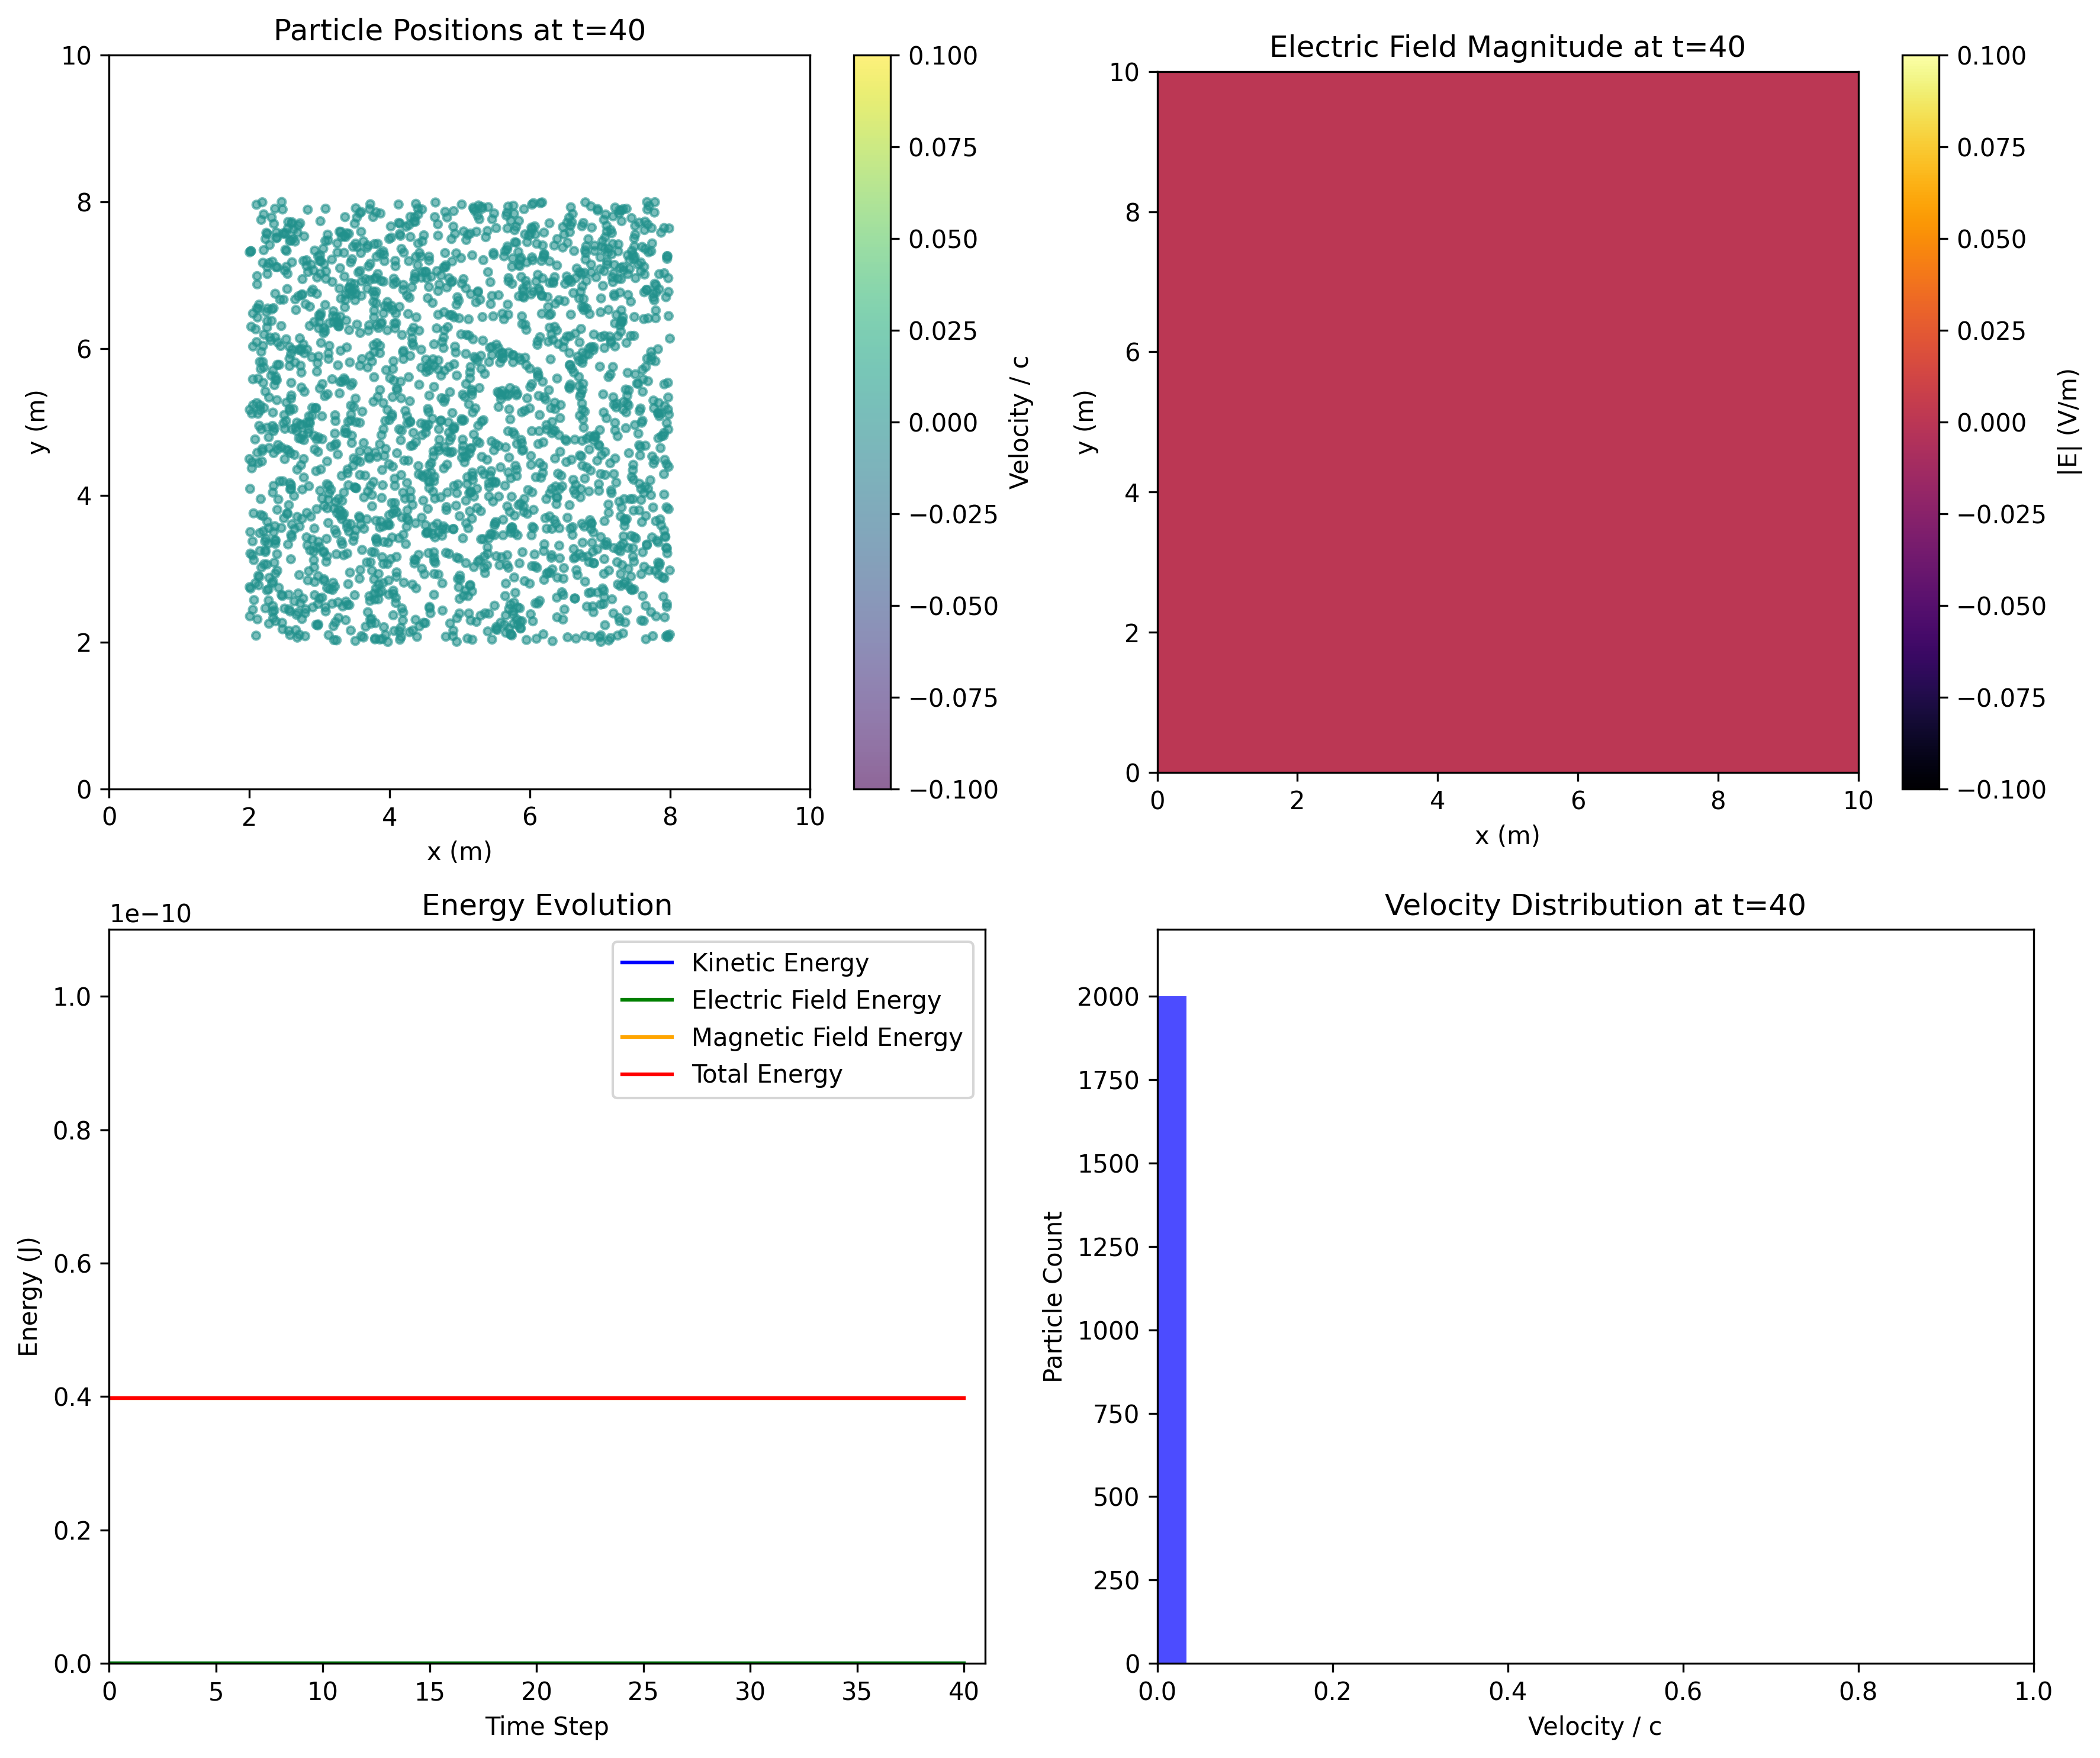 Particle Positions at t=40
10
8
6
4
2
0
y (m)
0 2 4 6 8 10
x (m)
0.100
0.075
0.050
0.025
0.000
−0.025
−0.050
−0.075
−0.100
Velocity / c
Electric Field Magnitude at t=40
10
8
6
4
2
0
y (m)
0 2 4 6 8 10
x (m)
0.100
0.075
0.050
0.025
0.000
−0.025
−0.050
−0.075
−0.100
|E| (V/m)
Energy Evolution
1e−10
1.0
0.8
0.6
0.4
0.2
0.0
Energy (J)
Kinetic Energy
Electric Field Energy
Magnetic Field Energy
Total Energy
0 5 10 15 20 25 30 35 40
Time Step
Velocity Distribution at t=40
2000
1750
1500
1250
1000
750
500
250
0
Particle Count
0.0 0.2 0.4 0.6 0.8 1.0
Velocity / c